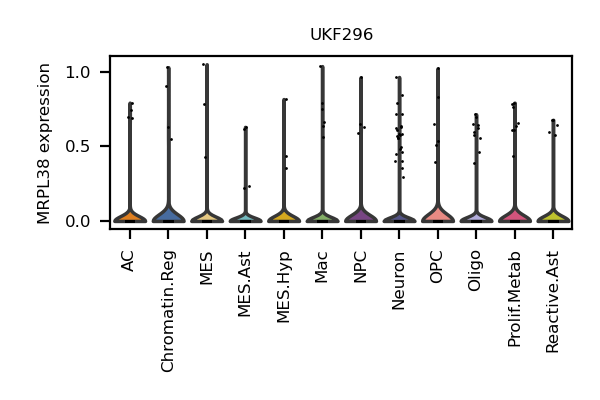 UKF296
MRPL38 expression
1.0
0.5
0.0
AC
Chromatin.Reg
MES
MES.Ast
MES.Hyp
Mac
NPC
Neuron
OPC
Oligo
Prolif.Metab
Reactive.Ast